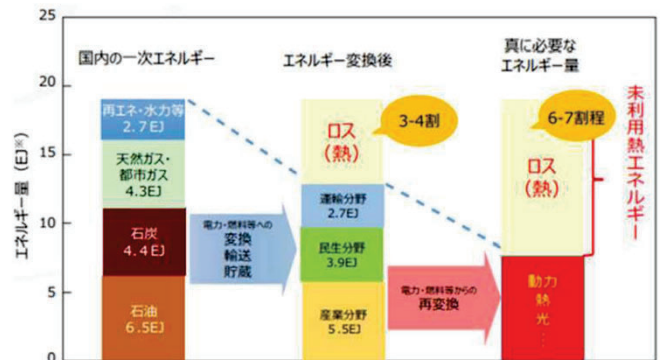 25
20
15
10
5
0
エネルギー量（EJ※）
国内の一次エネルギー
再エネ・水力等
2.7EJ
天然ガス・
都市ガス
4.3EJ
石炭
4.4EJ
石油
6.5EJ
電力・燃料等への
変換
輸送
貯蔵
エネルギー変換後
ロス
（熱）
3-4割
運輸分野
2.7EJ
民生分野
3.9EJ
産業分野
5.5EJ
電力・燃料等からの
再変換
真に必要な
エネルギー量
6-7割程
ロス
（熱）
動力
熱
光
⋮
未利用熱エネルギー